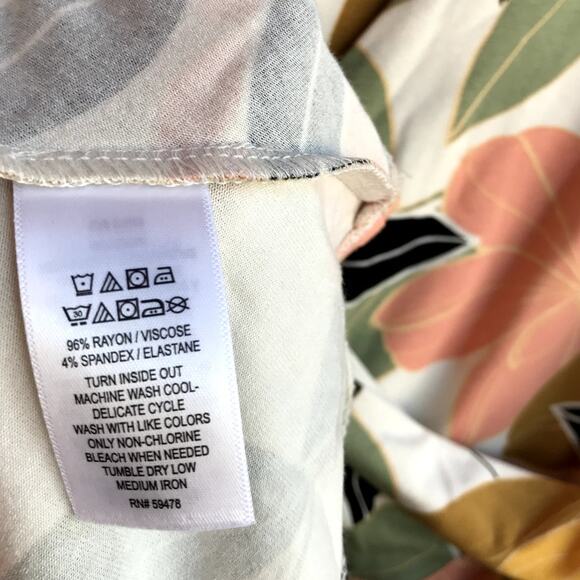 30
96% RAYON / VISCOSE
4% SPANDEX / ELASTANE
TURN INSIDE OUT
MACHINE WASH COOL-
DELICATE CYCLE
WASH WITH LIKE COLORS
ONLY NON-CHLORINE
BLEACH WHEN NEEDED
TUMBLE DRY LOW
MEDIUM IRON
RN# 59478